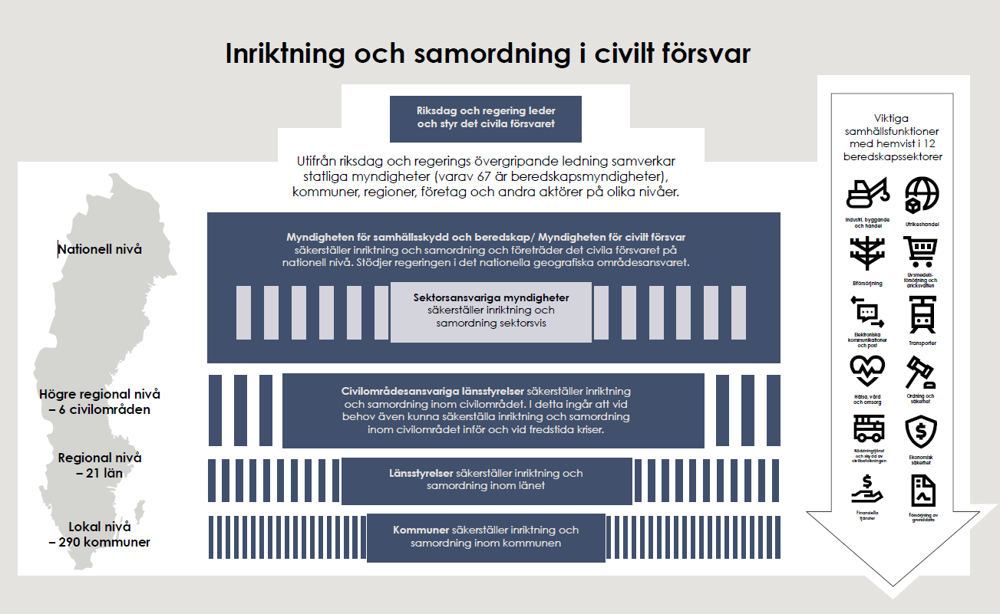 Inriktning och samordning i civilt försvar
Riksdag och regering leder
och styr det civila försvaret
Utifrån riksdag och regerings övergripande ledning samverkar
statliga myndigheter (varav 67 är beredskapsmyndigheter),
kommuner, regioner, företag och andra aktörer på olika nivåer.
Nationell nivå
Myndigheten för samhällsskydd och beredskap/ Myndigheten för civilt försvar
säkerställer inriktning och samordning och företräder det civila försvaret på
nationell nivå. Stödjer regeringen i det nationella geografiska områdesansvaret.
Sektorsansvariga myndigheter
säkerställer inriktning och
samordning sektorsvis
Högre regional nivå
– 6 civilområden
Civilområdesansvariga länsstyrelser säkerställer inriktning
och samordning inom civilområdet. I detta ingår att vid
behov även kunna säkerställa inriktning och samordning
inom civilområdet inför och vid fredstida kriser.
Regional nivå
– 21 län
Länsstyrelser säkerställer inriktning och
samordning inom länet
Lokal nivå
– 290 kommuner
Kommuner säkerställer inriktning och
samordning inom kommunen
Viktiga
samhällsfunktioner
med hemvist i 12
beredskapssektorer
Industri, byggande
och handel
Utrikeshandel
Elförsörjning
Livsmedels-
försörjning och
dricksvatten
Elektroniska
kommunikationer
och post
Transporter
Hälsa, vård
och omsorg
Ordning och
säkerhet
Räddningstjänst
och skydd av
civilbefolkningen
Ekonomisk
säkerhet
Finansiella
tjänster
Försörjning av
grunddata